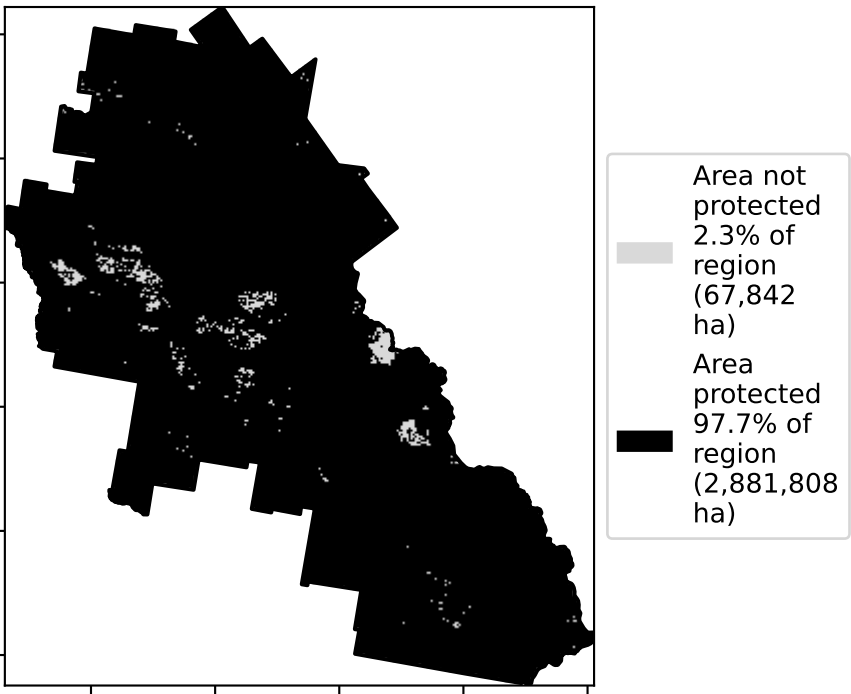 Area not
protected
2.3% of
region
(67,842
ha)
Area
protected
97.7% of
region
(2,881,808
ha)